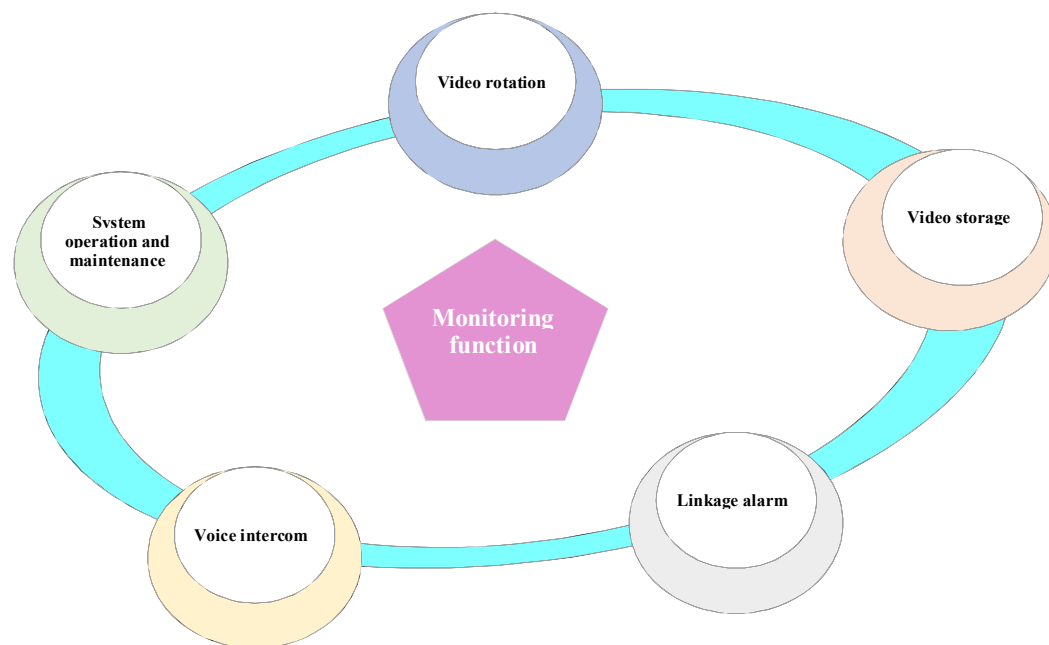 Video rotation
Video storage
System
operation and
maintenance
Monitoring
function
Linkage alarm
Voice intercom